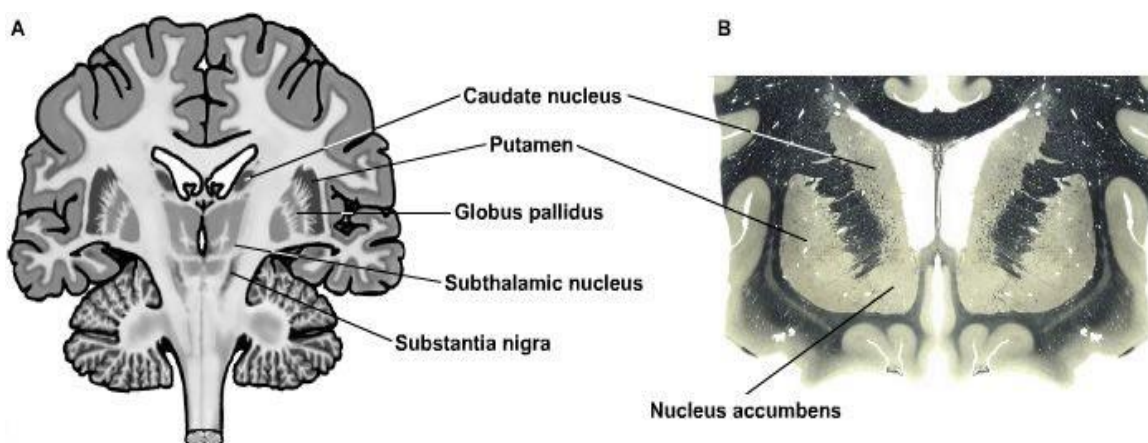 A
B
Caudate nucleus
Putamen
Globus pallidus
Subthalamic nucleus
Substantia nigra
Nucleus accumbens